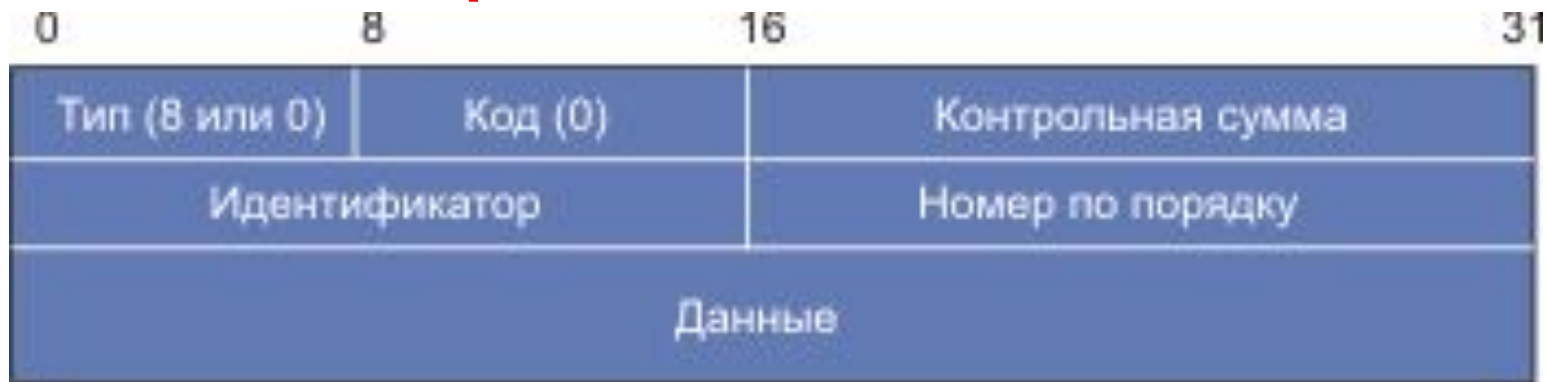 0 8 16 31
Тип (8 или 0) Код (0) Контрольная сумма
Идентификатор Номер по порядку
Данные